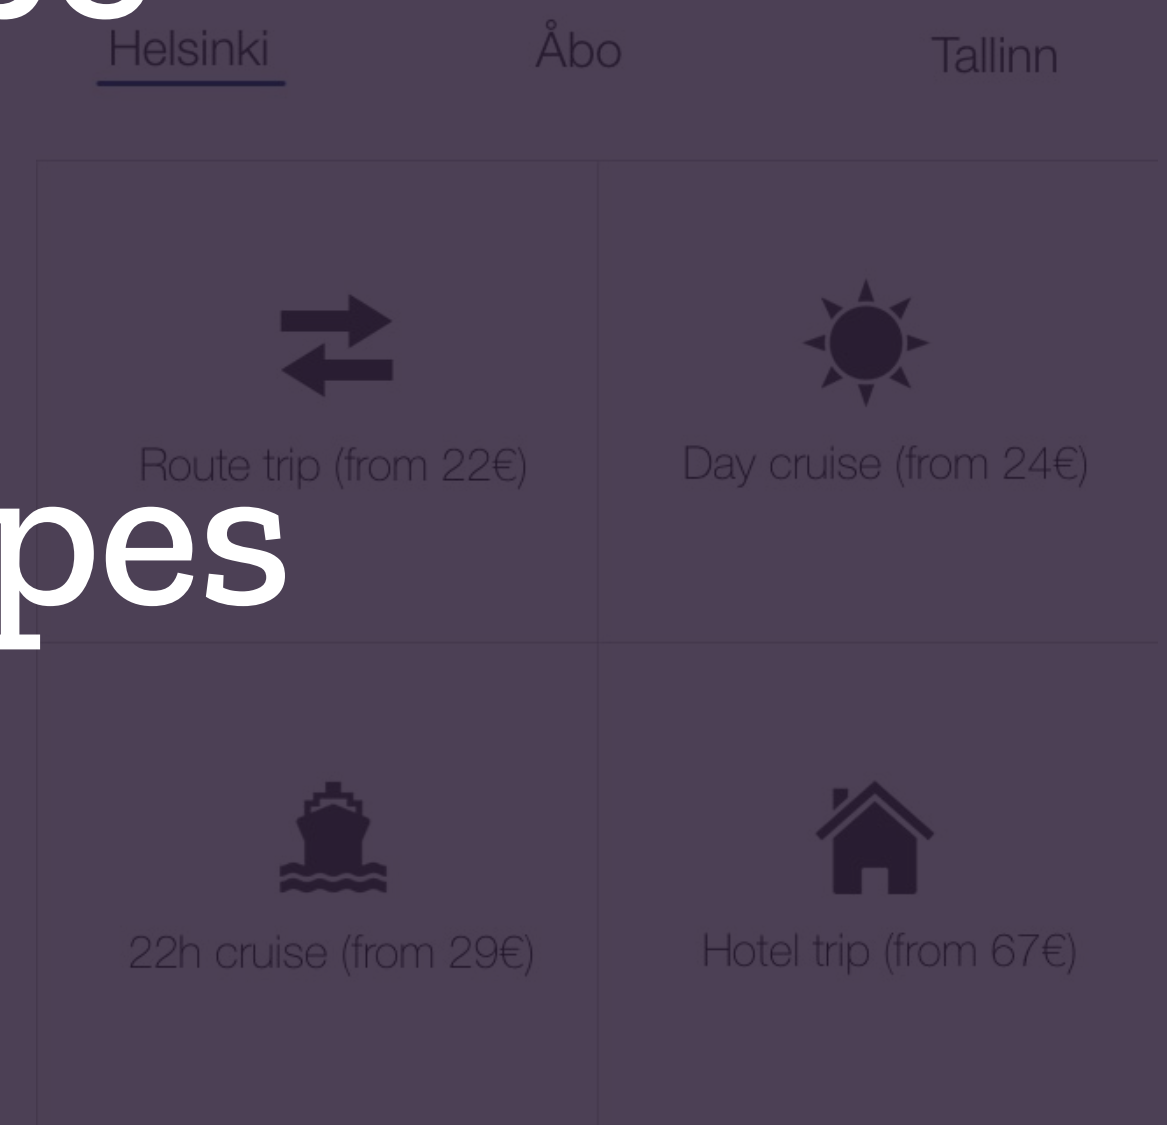 Helsinki
Åbo
Tallinn
Route trip (from 22€)
Day cruise (from 24€)
pes
22h cruise (from 29€)
Hotel trip (from 67€)